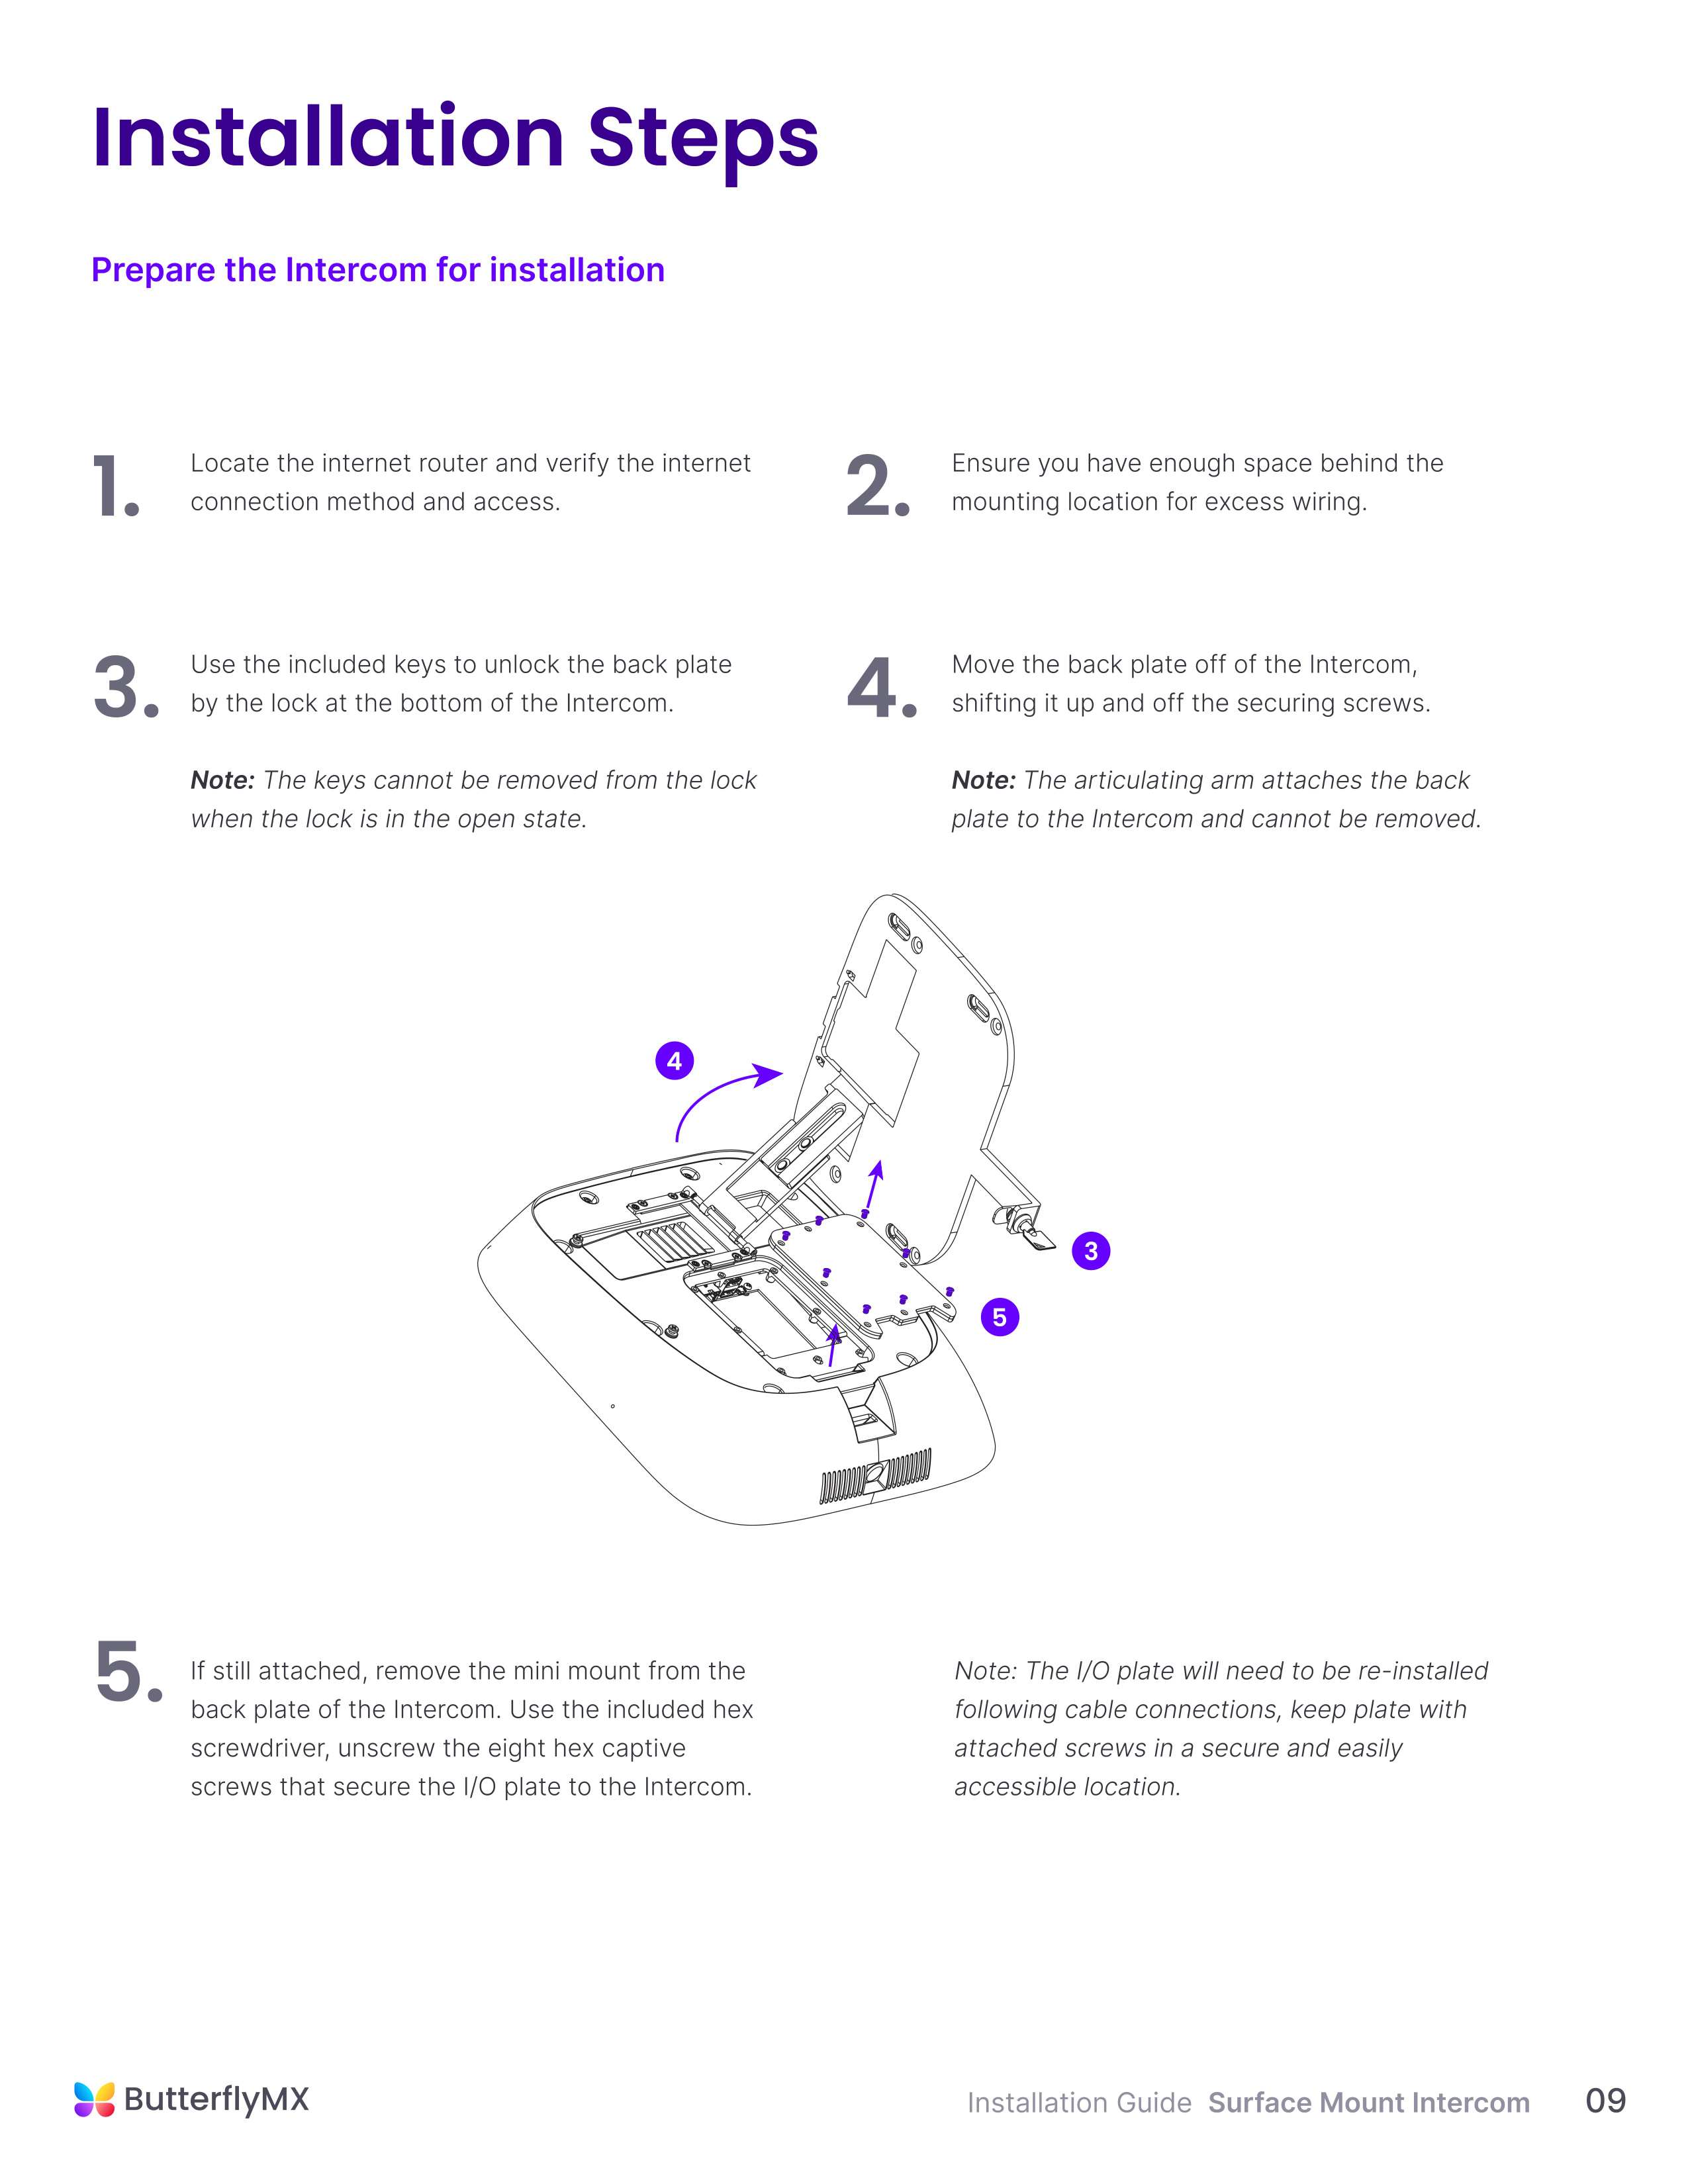 Installation Steps
Prepare the Intercom for installation
1.
Locate the internet router and verify the internet
connection method and access.
2.
Ensure you have enough space behind the
mounting location for excess wiring.
3.
Use the included keys to unlock the back plate
by the lock at the bottom of the Intercom.
Note: The keys cannot be removed from the lock
when the lock is in the open state.
4.
Move the back plate off of the Intercom,
shifting it up and off the securing screws.
Note: The articulating arm attaches the back
plate to the Intercom and cannot be removed.
4
3
5
5.
If still attached, remove the mini mount from the
back plate of the Intercom. Use the included hex
screwdriver, unscrew the eight hex captive
screws that secure the I/O plate to the Intercom.
Note: The I/O plate will need to be re-installed
following cable connections, keep plate with
attached screws in a secure and easily
accessible location.
ButterflyMX
Installation Guide Surface Mount Intercom 09